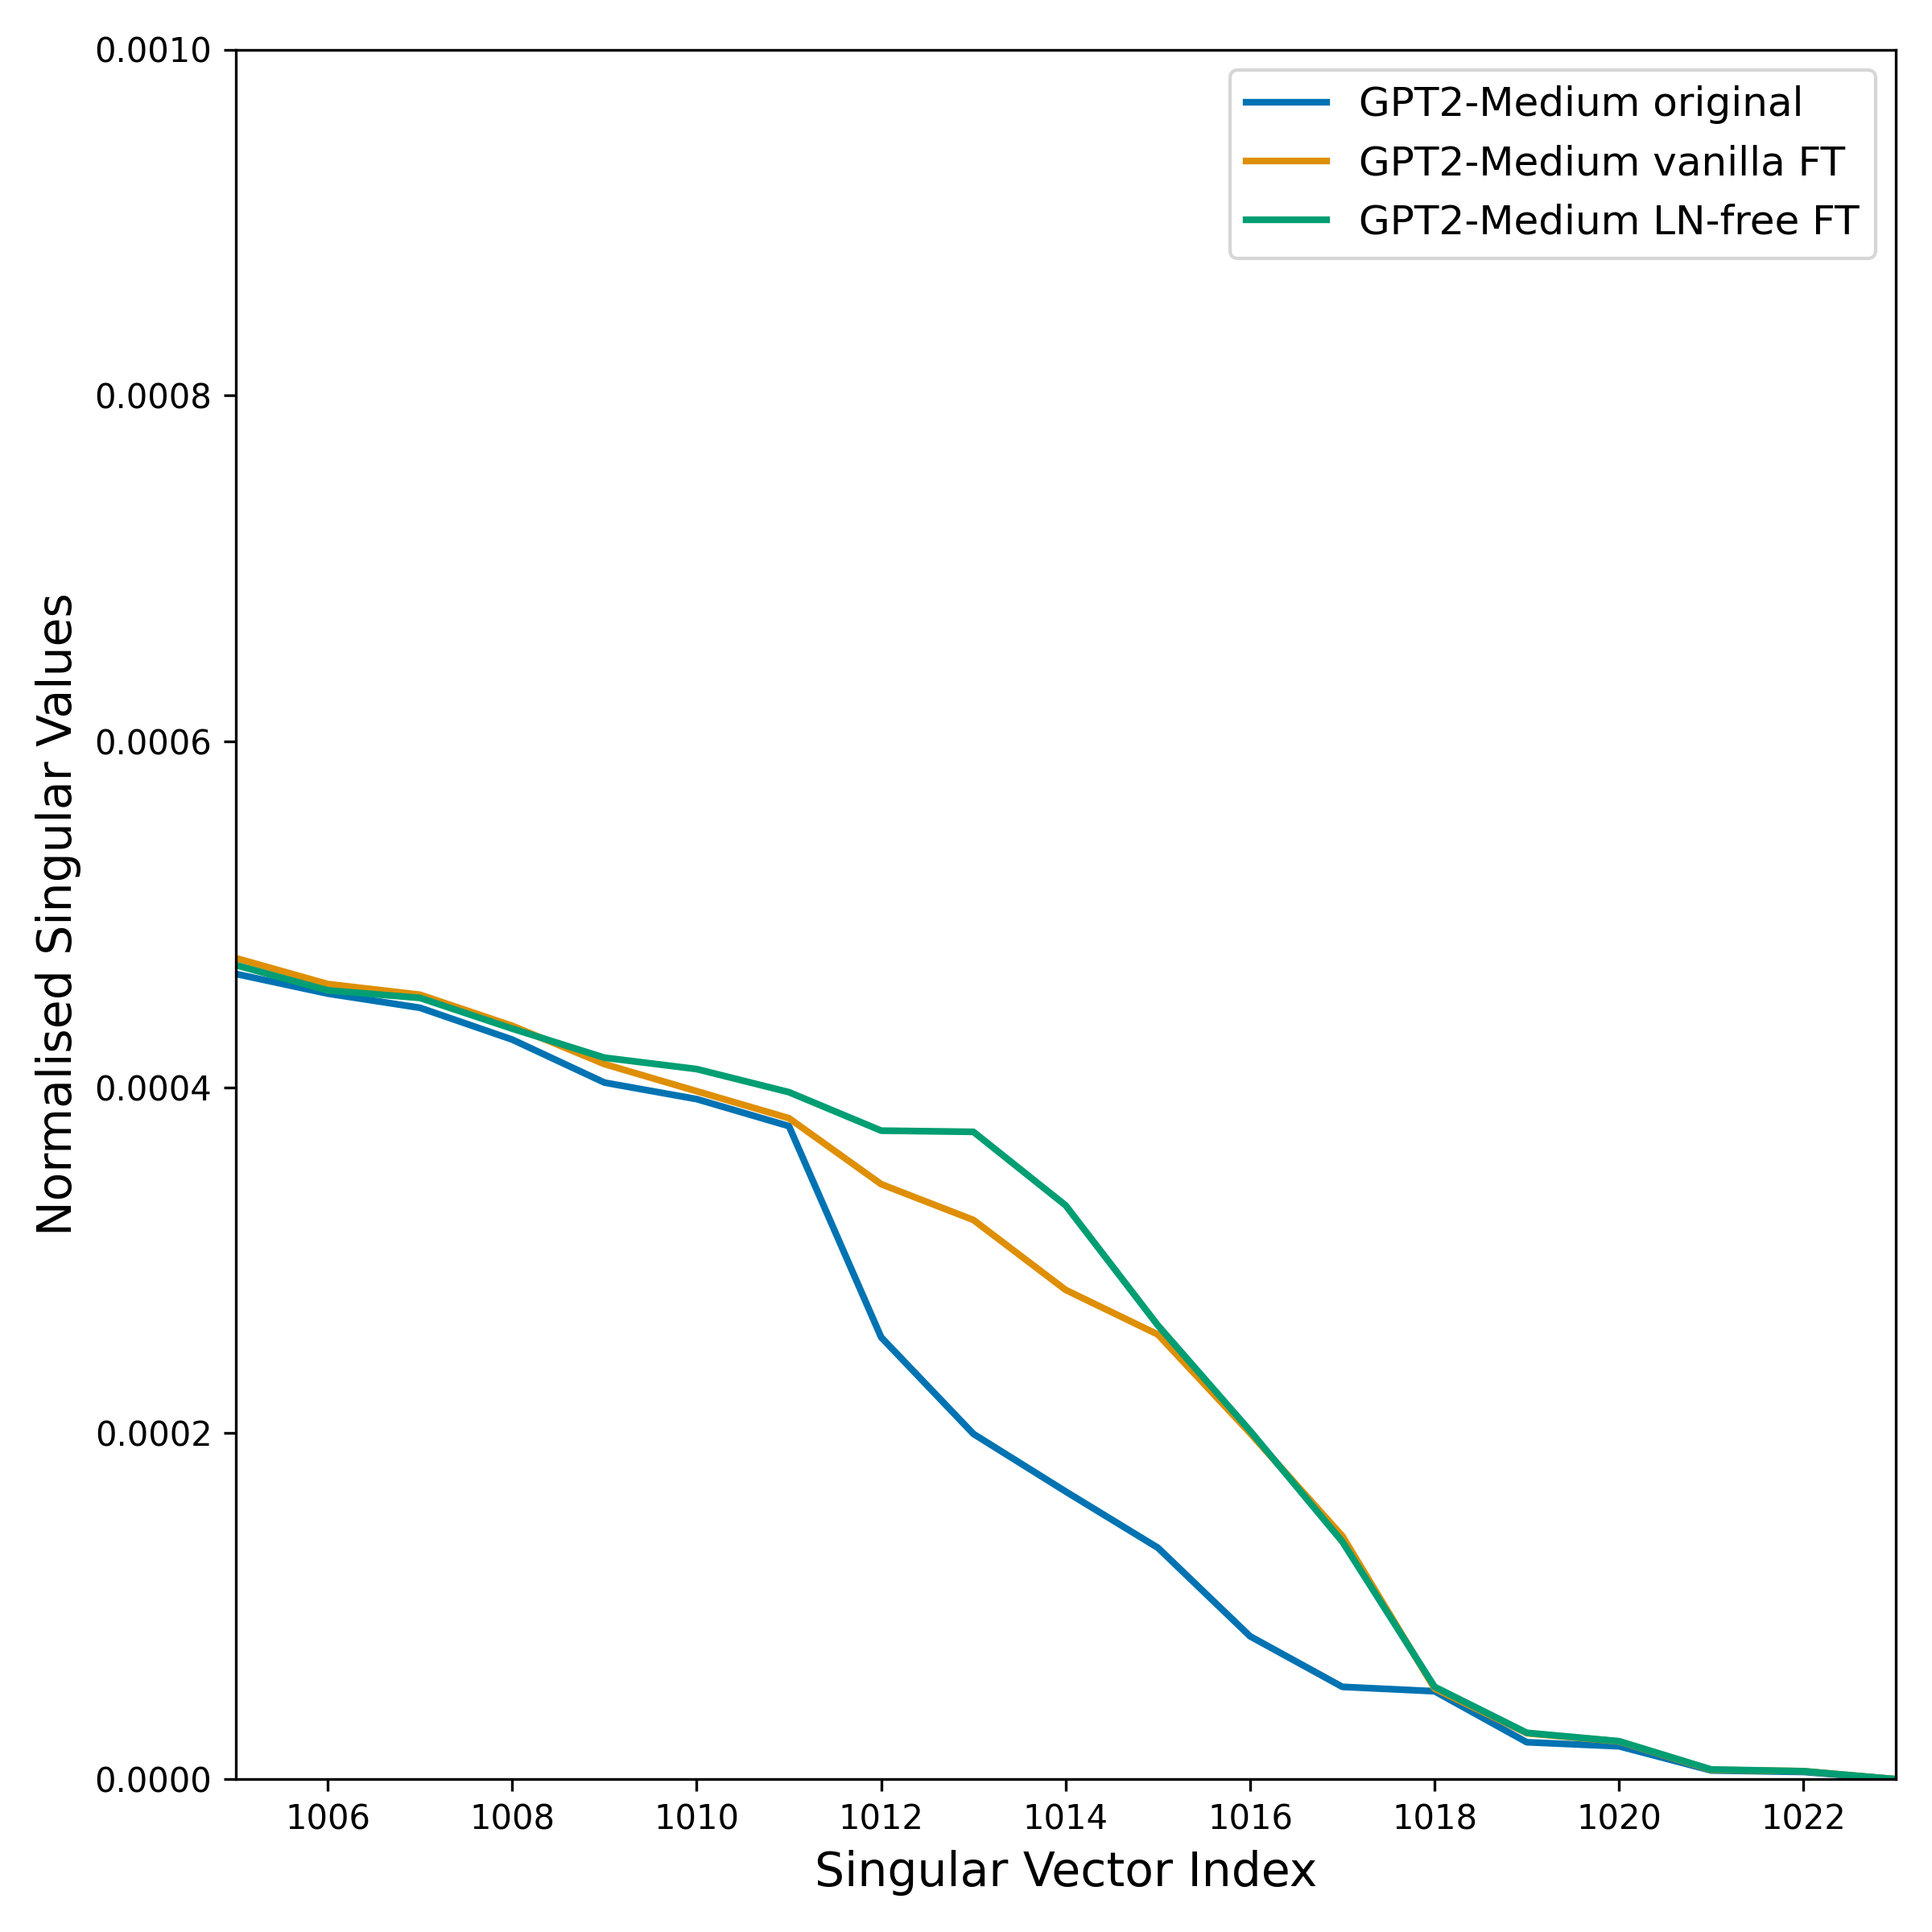 GPT2-Medium original
GPT2-Medium vanilla FT
GPT2-Medium LN-free FT
Normalised Singular Values
0.0010
0.0008
0.0006
0.0004
0.0002
0.0000
1006 1008 1010 1012 1014 1016 1018 1020 1022
Singular Vector Index